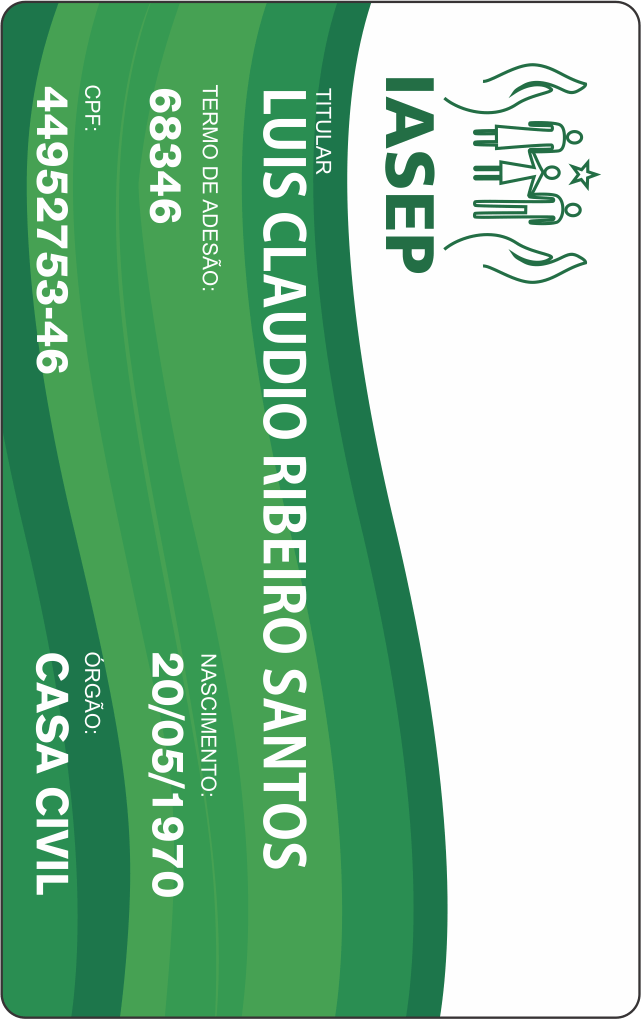 IASEP
TITULAR
LUIS CLAUDIO RIBEIRO SANTOS
TERMO DE ADESÃO:
NASCIMENTO:
68346
20/05/1970
CPF:
ÓRGÃO:
44952753-46
CASA CIVIL